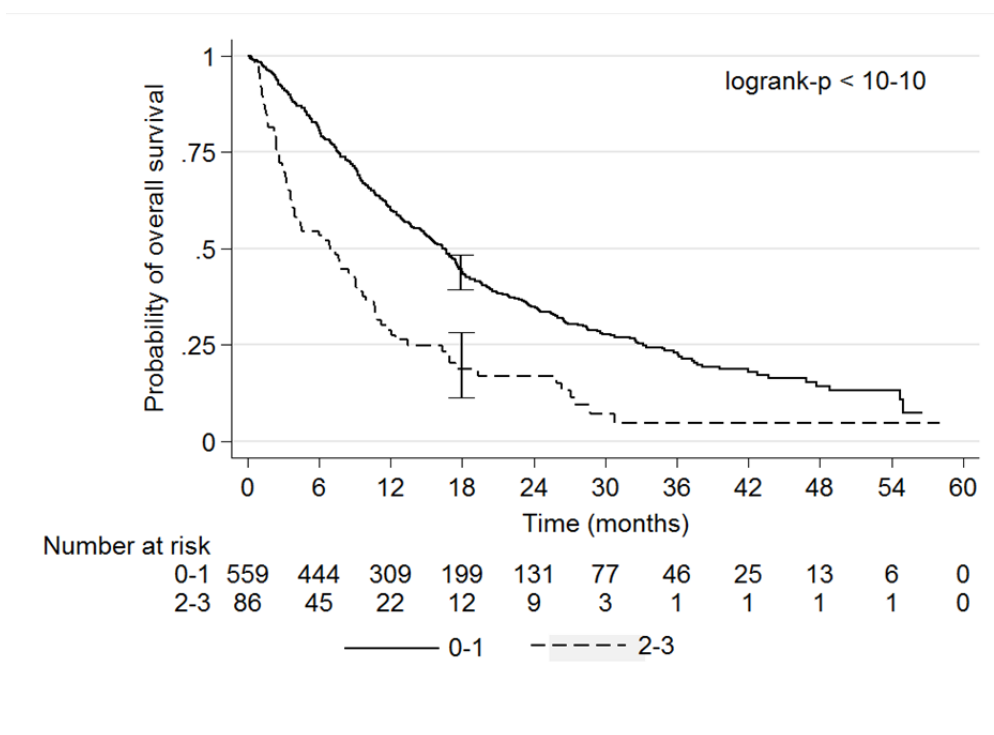 logrank-p < 10-10
Probability of overall survival
1
.75
.5
.25
0
0 6 12 18 24 30 36 42 48 54 60
Time (months)
Number at risk
0-1 559 444 309 199 131 77 46 25 13 6 0
2-3 86 45 22 12 9 3 1 1 1 1 0
0-1 2-3